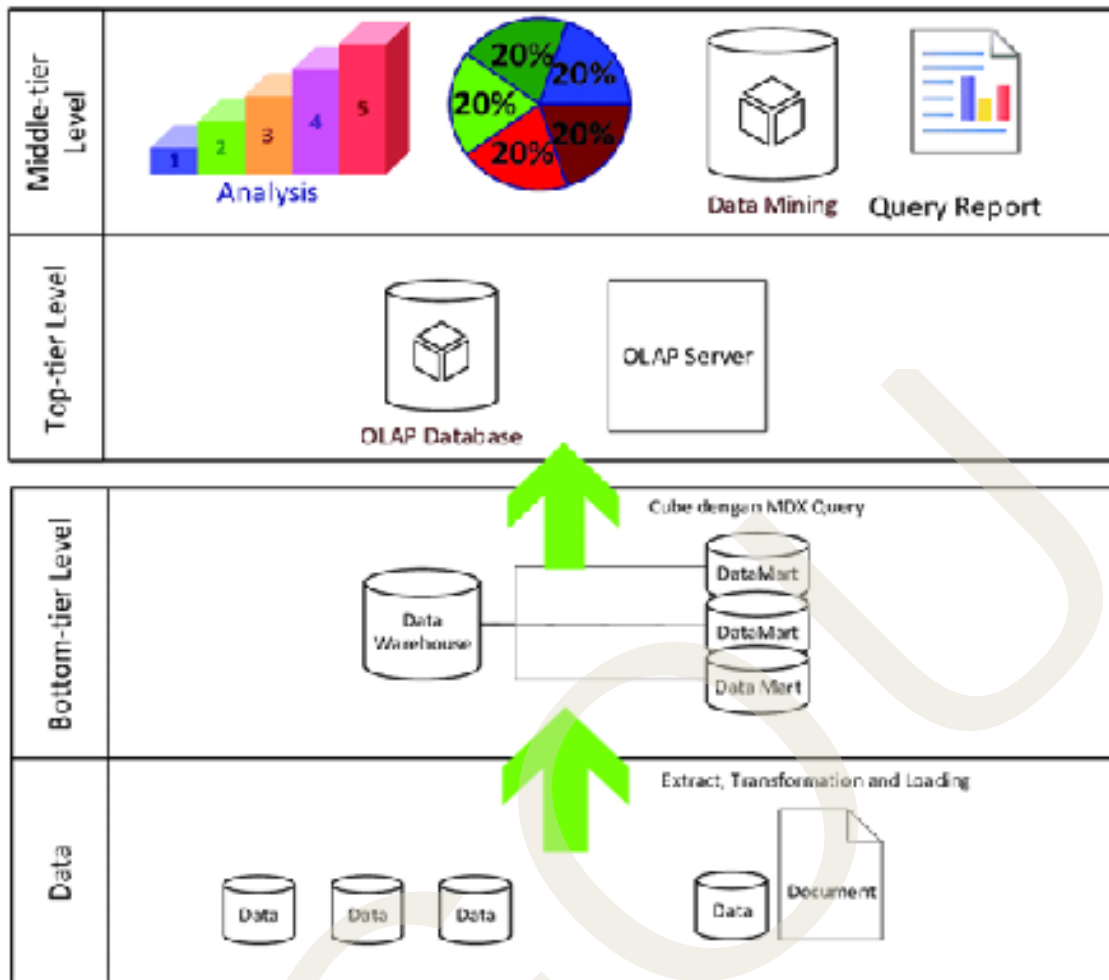 Middle-tier
Level
1
2
3
4
5
Analysis
20%
20%
20%
20%
20%
Data Mining
Query Report
Top-tier Level
OLAP Database
OLAP Server
Bottom-tier Level
Cube dengan MDX Query
Data
Warehouse
DataMart
DataMart
Data Mart
Data
Extract, Transformation and Loading
Data
Data
Data
Data
Document